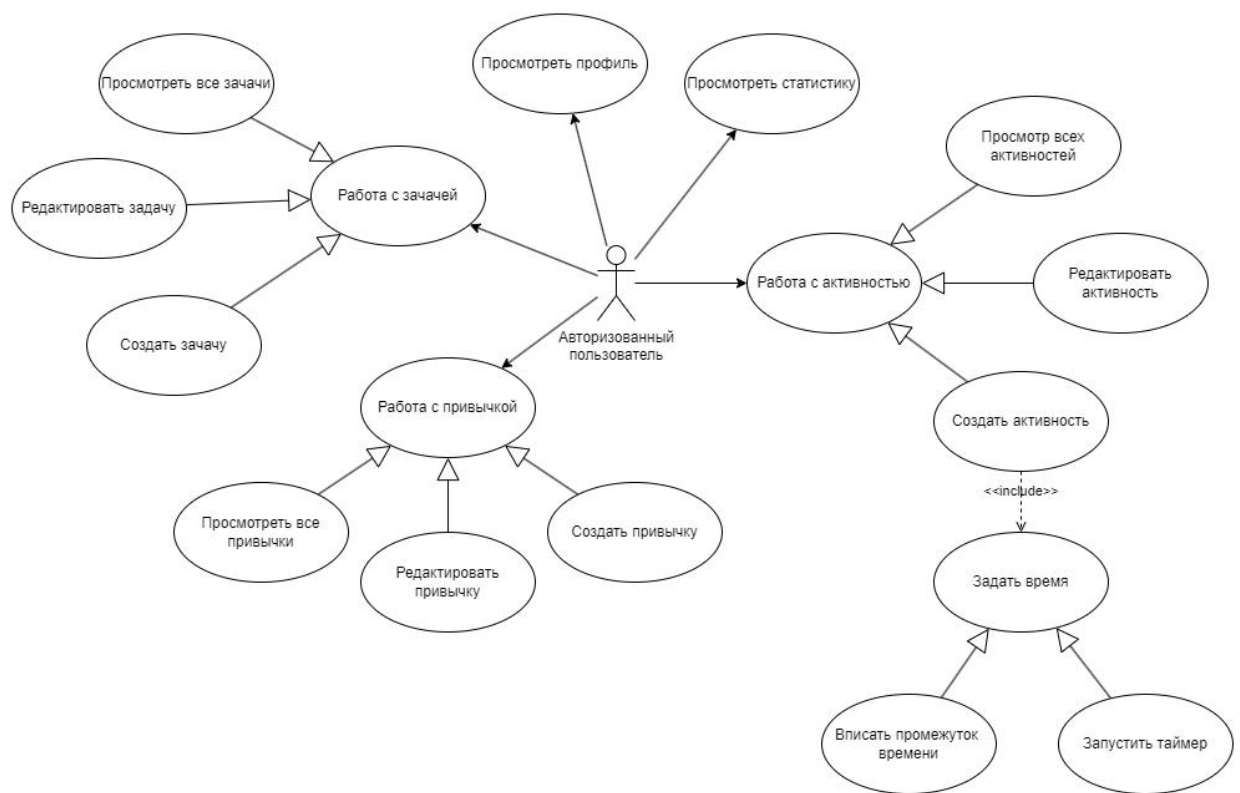 Просмотреть все зачачи
Просмотреть профиль
Просмотреть статистику
Просмотр всех
активностей
Редактировать задачу
Работа с зачачей
Создать зачачу
Авторизованный
пользователь
Работа с активностью
Редактировать
активность
Создать активность
<<include>>
Работа с привычкой
Просмотреть все
привычки
Редактировать
привычку
Создать привычку
Задать время
Вписать промежуток
времени
Запустить таймер